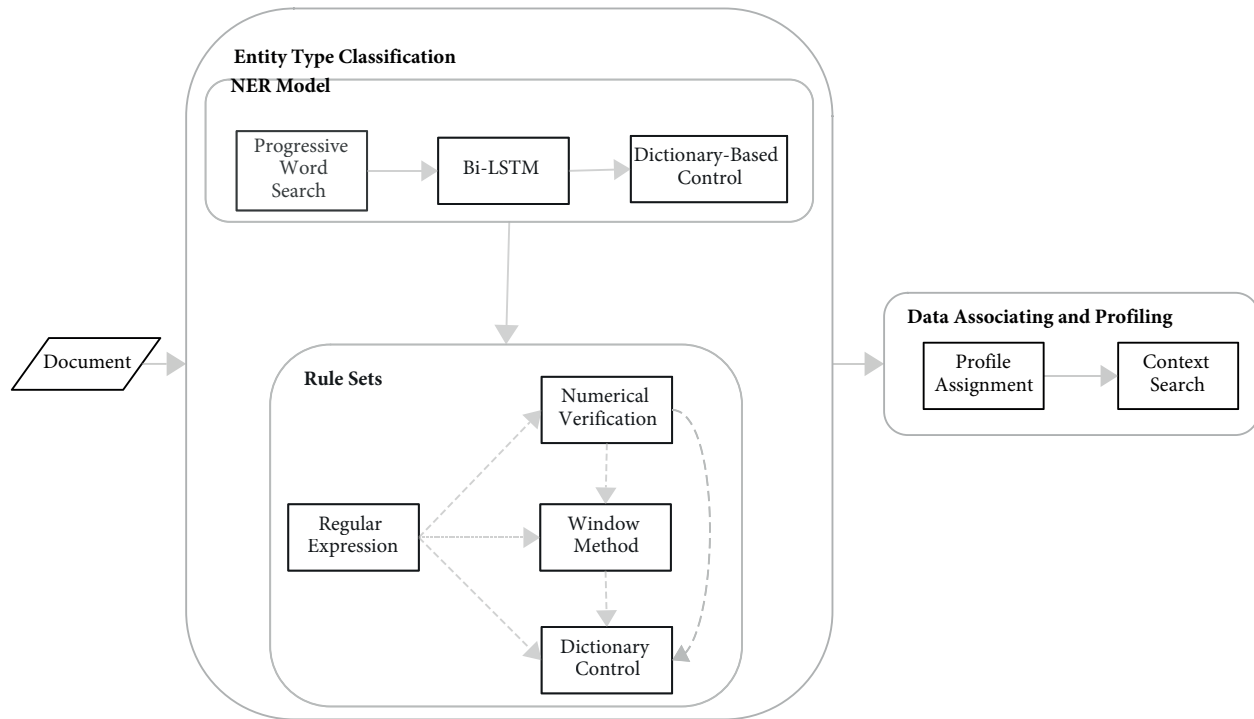 Entity Type Classification
NER Model
Progressive
Word
Search
Bi-LSTM
Dictionary-Based
Control
Document
Rule Sets
Numerical
Verification
Regular
Expression
Window
Method
Dictionary
Control
Data Associating and Profiling
Profile
Assignment
Context
Search